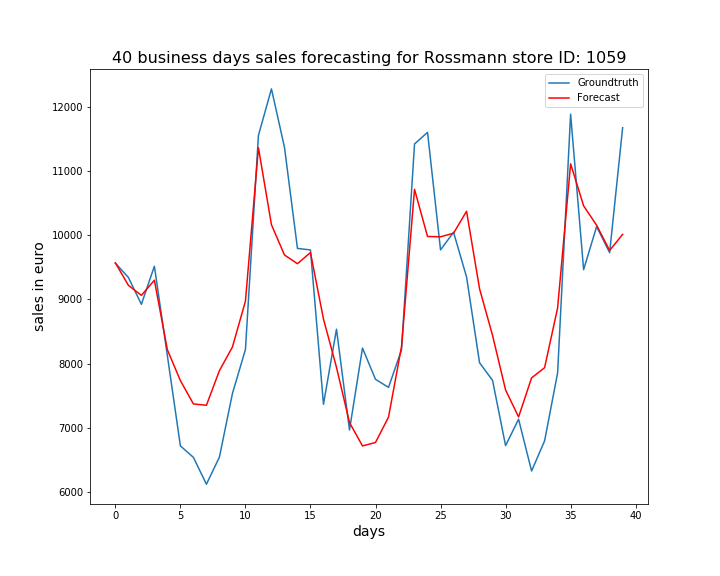 40 business days sales forecasting for Rossmann store ID: 1059
Groundtruth
Forecast
sales in euro
12000
11000
10000
9000
8000
7000
6000
0 5 10 15 20 25 30 35 40
days